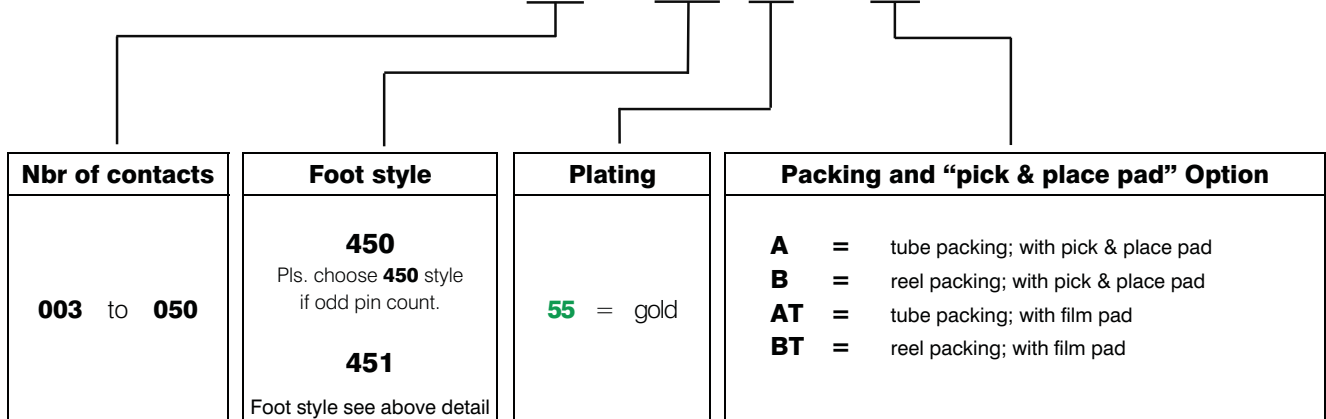 Nbr of contacts
003 to 050
Foot style
450
Pls. choose 450 style
if odd pin count.
451
Foot style see above detail
Plating
55 = gold
Packing and “pick & place pad” Option
A = tube packing; with pick & place pad
B = reel packing; with pick & place pad
AT = tube packing; with film pad
BT = reel packing; with film pad